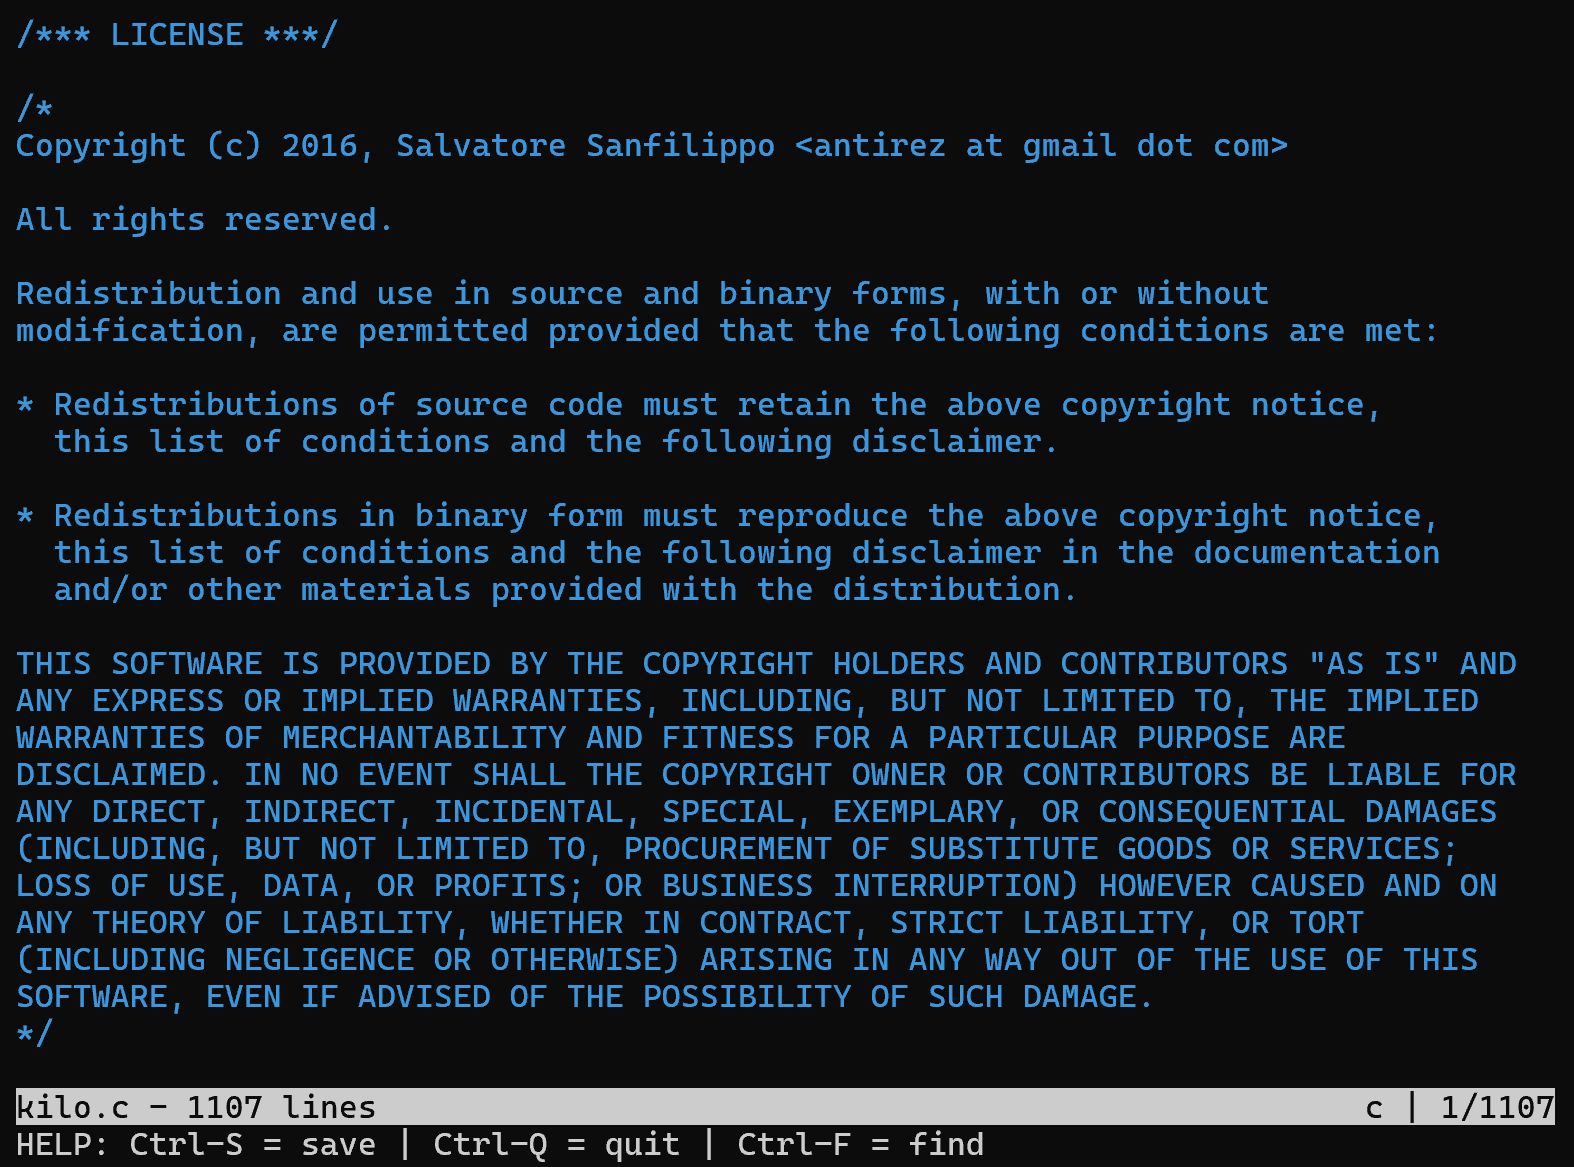 /*** LICENSE ***/
/*
Copyright (c) 2016, Salvatore Sanfilippo <antirez at gmail dot com>
All rights reserved.
Redistribution and use in source and binary forms, with or without
modification, are permitted provided that the following conditions are met:
* Redistributions of source code must retain the above copyright notice,
  this list of conditions and the following disclaimer.
* Redistributions in binary form must reproduce the above copyright notice,
  this list of conditions and the following disclaimer in the documentation
  and/or other materials provided with the distribution.
THIS SOFTWARE IS PROVIDED BY THE COPYRIGHT HOLDERS AND CONTRIBUTORS "AS IS" AND
ANY EXPRESS OR IMPLIED WARRANTIES, INCLUDING, BUT NOT LIMITED TO, THE IMPLIED
WARRANTIES OF MERCHANTABILITY AND FITNESS FOR A PARTICULAR PURPOSE ARE
DISCLAIMED. IN NO EVENT SHALL THE COPYRIGHT OWNER OR CONTRIBUTORS BE LIABLE FOR
ANY DIRECT, INDIRECT, INCIDENTAL, SPECIAL, EXEMPLARY, OR CONSEQUENTIAL DAMAGES
(INCLUDING, BUT NOT LIMITED TO, PROCUREMENT OF SUBSTITUTE GOODS OR SERVICES;
LOSS OF USE, DATA, OR PROFITS; OR BUSINESS INTERRUPTION) HOWEVER CAUSED AND ON
ANY THEORY OF LIABILITY, WHETHER IN CONTRACT, STRICT LIABILITY, OR TORT
(INCLUDING NEGLIGENCE OR OTHERWISE) ARISING IN ANY WAY OUT OF THE USE OF THIS
SOFTWARE, EVEN IF ADVISED OF THE POSSIBILITY OF SUCH DAMAGE.
*/
kilo.c - 1107 lines c | 1/1107
HELP: Ctrl-S = save | Ctrl-Q = quit | Ctrl-F = find